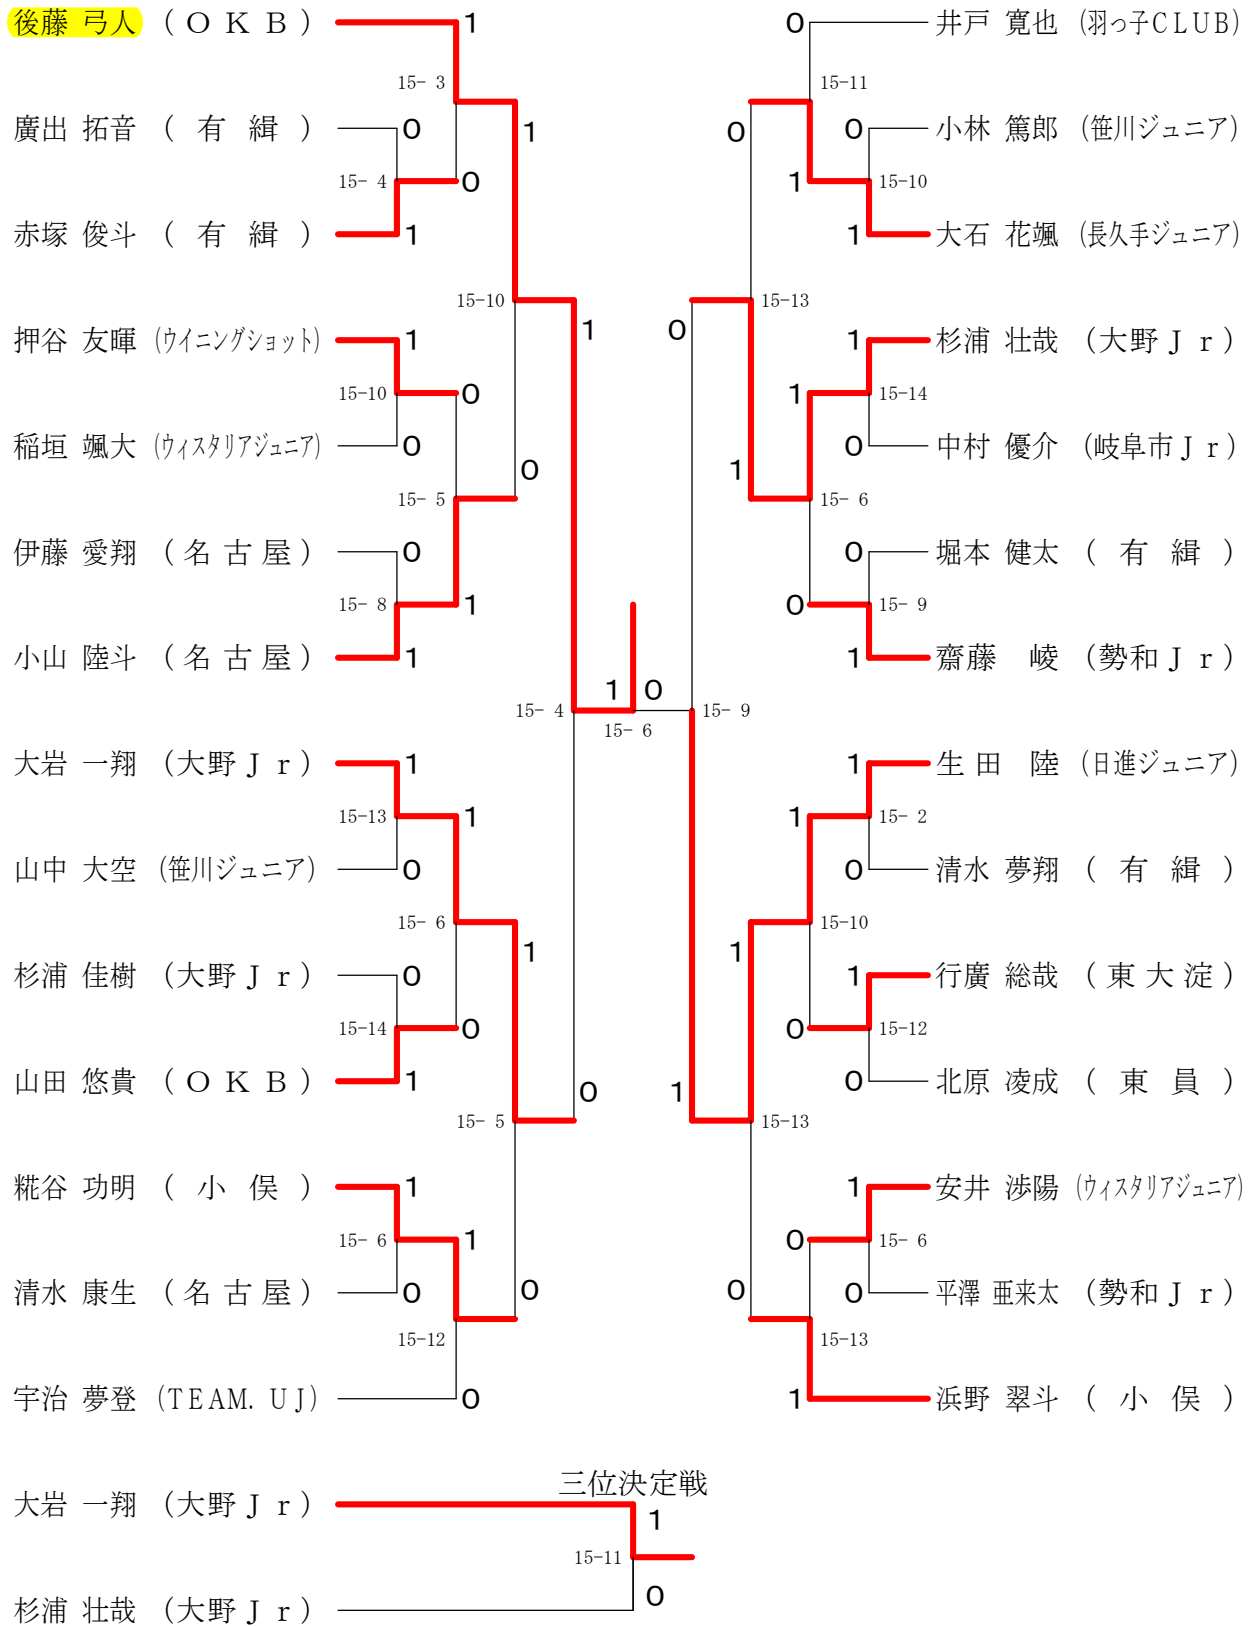 後藤 弓人 (ＯＫＢ) 1 0 井戸 寛也 (羽っ子CLUB)
15- 3 15-11
廣出 拓音 (有 緝) 0 1 0 0 小林 篤郎 (笹川ジュニア)
15- 4 0 1 15-10
赤塚 俊斗 (有 緝) 1 1 大石 花颯 (長久手ジュニア)
15-10 15-13
押谷 友暉 (ウイニングショット) 1 1 0 1 杉浦 壮哉 (大野Ｊｒ)
15-10 0 1 15-14
稲垣 颯大 (ウィスタリアジュニア) 0 0 中村 優介 (岐阜市Ｊｒ)
15- 5 0 1 15- 6
伊藤 愛翔 (名古屋) 0 0 堀本 健太 (有 緝)
15- 8 1 0 15- 9
小山 陸斗 (名古屋) 1 1 齋藤 崚 (勢和Ｊｒ)
1 0
15- 4 15- 6 15- 9
大岩 一翔 (大野Ｊｒ) 1 1 生田 陸 (日進ジュニア)
15-13 1 1 15- 2
山中 大空 (笹川ジュニア) 0 0 清水 夢翔 (有 緝)
15- 6 1 1 15-10
杉浦 佳樹 (大野Ｊｒ) 0 1 行廣 総哉 (東大淀)
15-14 0 0 15-12
山田 悠貴 (ＯＫＢ) 1 0 1 0 北原 凌成 (東 員)
15- 5 15-13
糀谷 功明 (小 俣) 1 1 安井 渉陽 (ウィスタリアジュニア)
15- 6 1 0 15- 6
清水 康生 (名古屋) 0 0 0 0 平澤 亜来太 (勢和Ｊｒ)
15-12 15-13
宇治 夢登 (TEAM. UJ) 0 1 浜野 翠斗 (小 俣)
三位決定戦
大岩 一翔 (大野Ｊｒ) 1
15-11
杉浦 壮哉 (大野Ｊｒ) 0